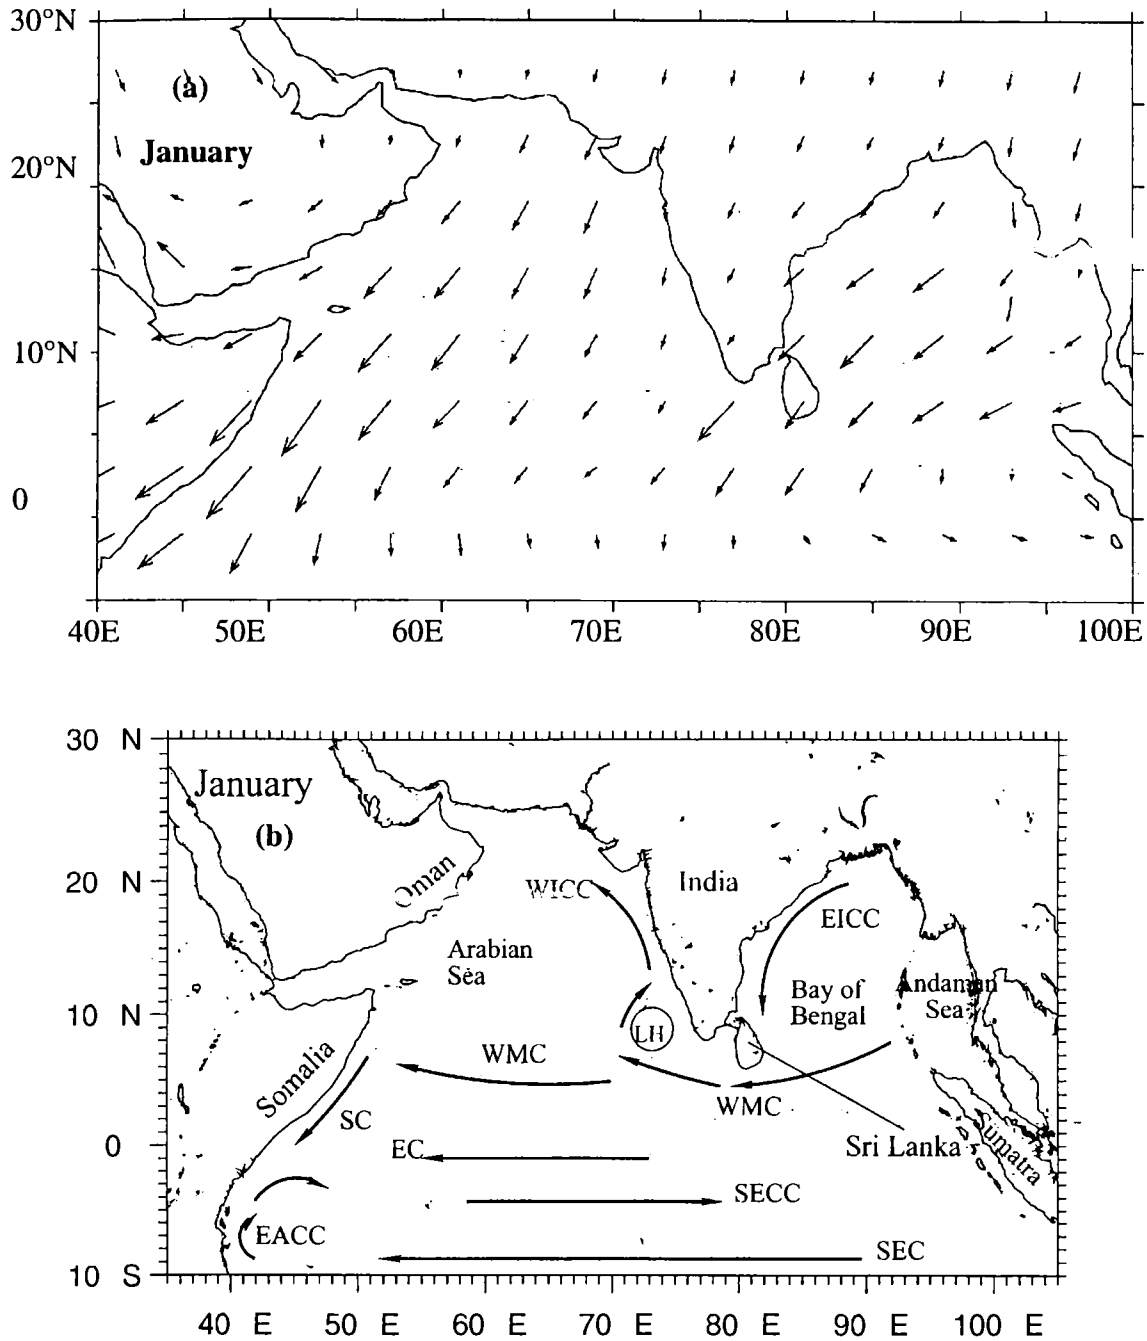 30°N
(a)
January
20°N
10°N
0
40E 50E 60E 70E 80E 90E 100E
30 N
January
(b)
Oman
WICC
India
20 N
EICC
Arabian
Sea
Bay of
Bengal
Andaman
Sea
10 N
LH
Somalia
WMC
WMC
SC
Sri Lanka
Sumatra
0
EC
SECC
EACC
SEC
10 S
40 E 50 E 60 E 70 E 80 E 90 E 100 E